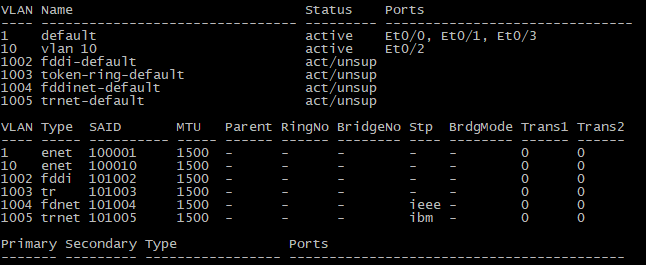 VLAN Name                             Status    Ports
---- -------------------------------- --------- -------------------------------
1    default                          active    Et0/0, Et0/1, Et0/3
10   vlan 10                          active    Et0/2
1002 fddi-default                     act/unsup
1003 token-ring-default               act/unsup
1004 fddinet-default                  act/unsup
1005 trnet-default                    act/unsup
VLAN Type  SAID       MTU   Parent RingNo BridgeNo Stp  BrdgMode Trans1 Trans2
---- ----- ---------- ----- ------ ------ -------- ---- -------- ------ ------
1    enet  100001     1500  -      -      -        -    -        0      0
10   enet  100010     1500  -      -      -        -    -        0      0
1002 fddi  101002     1500  -      -      -        -    -        0      0
1003 tr    101003     1500  -      -      -        -    -        0      0
1004 fdnet 101004     1500  -      -      -        ieee -        0      0
1005 trnet 101005     1500  -      -      -        ibm  -        0      0
Primary Secondary Type              Ports
------- --------- ----------------- ------------------------------------------